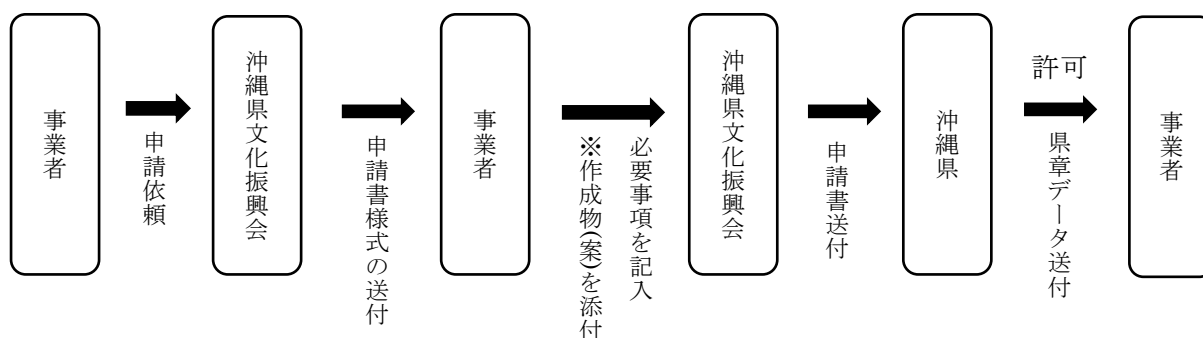 事業者
申請依頼
沖縄県文化振興会
申請書様式の送付
事業者
必要事項を記入
※作成物(案)を添付
沖縄県文化振興会
申請書送付
沖縄県
許可
県章データ送付
事業者